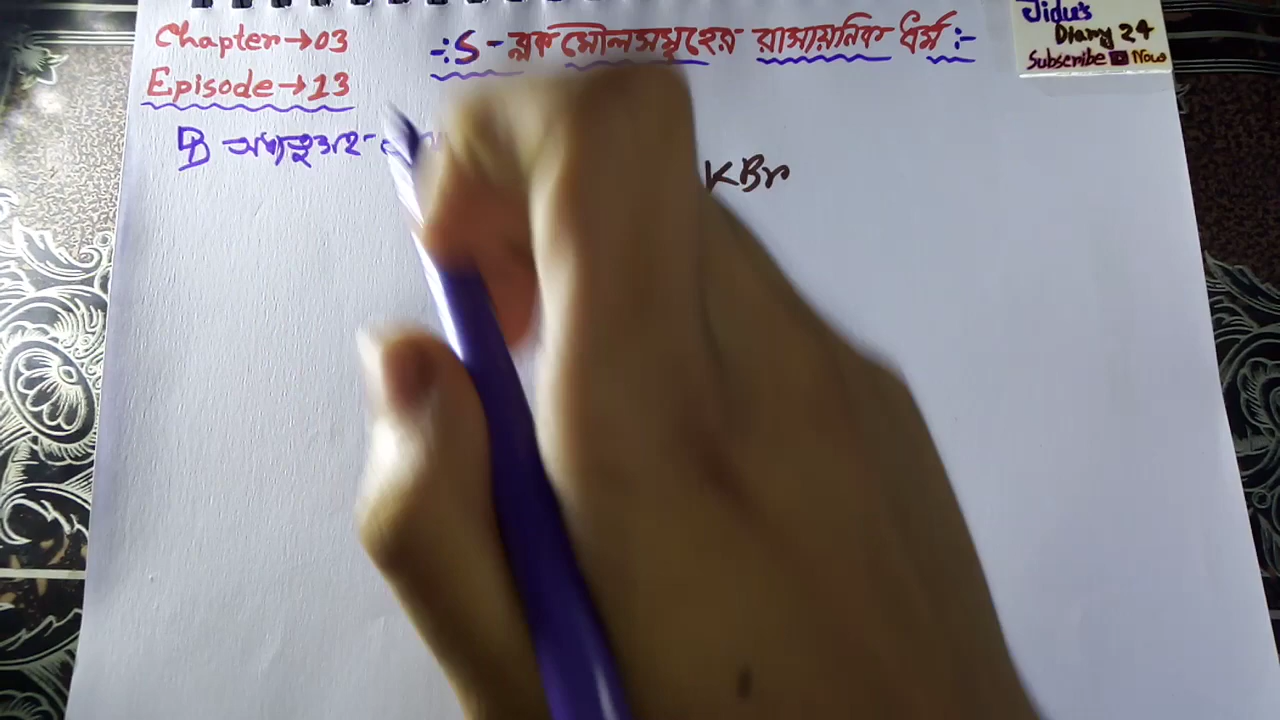 Chapter→03
Episode→13
-:S-ব্লক মৌলসমূহের রাসায়নিক ধর্ম:-
Jidu's
Diary 24
Subscribe Now
KBr